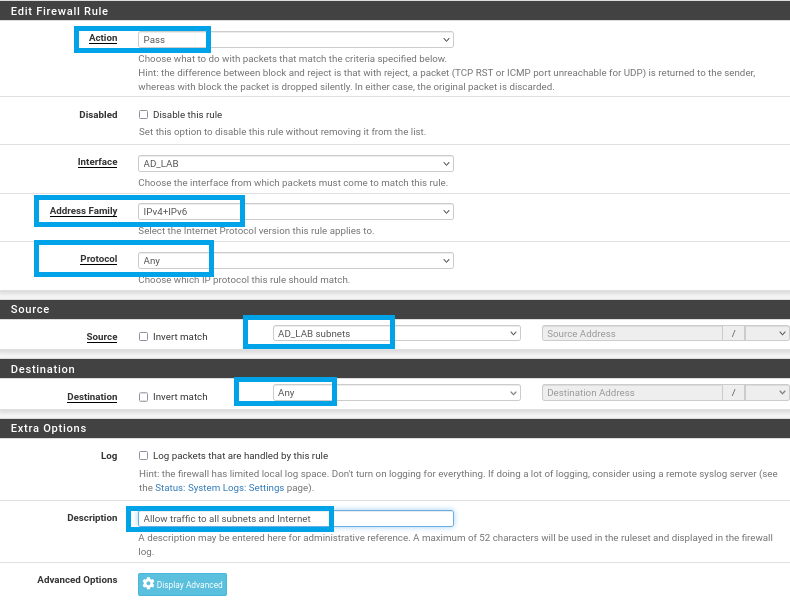 Edit Firewall Rule
Action Pass
Choose what to do with packets that match the criteria specified below.
Hint: the difference between block and reject is that with reject, a packet (TCP RST or ICMP port unreachable for UDP) is returned to the sender,
whereas with block the packet is dropped silently. In either case, the original packet is discarded.
Disabled Disable this rule
Set this option to disable this rule without removing it from the list.
Interface AD_LAB
Choose the interface from which packets must come to match this rule.
Address Family IPv4+IPv6
Select the Internet Protocol version this rule applies to.
Protocol Any
Choose which IP protocol this rule should match.
Source
Source Invert match AD_LAB subnets Source Address /
Destination
Destination Invert match Any Destination Address /
Extra Options
Log Log packets that are handled by this rule
Hint: the firewall has limited local log space. Don't turn on logging for everything. If doing a lot of logging, consider using a remote syslog server (see
the Status: System Logs: Settings page).
Description Allow traffic to all subnets and Internet
A description may be entered here for administrative reference. A maximum of 52 characters will be used in the ruleset and displayed in the firewall
log.
Advanced Options Display Advanced